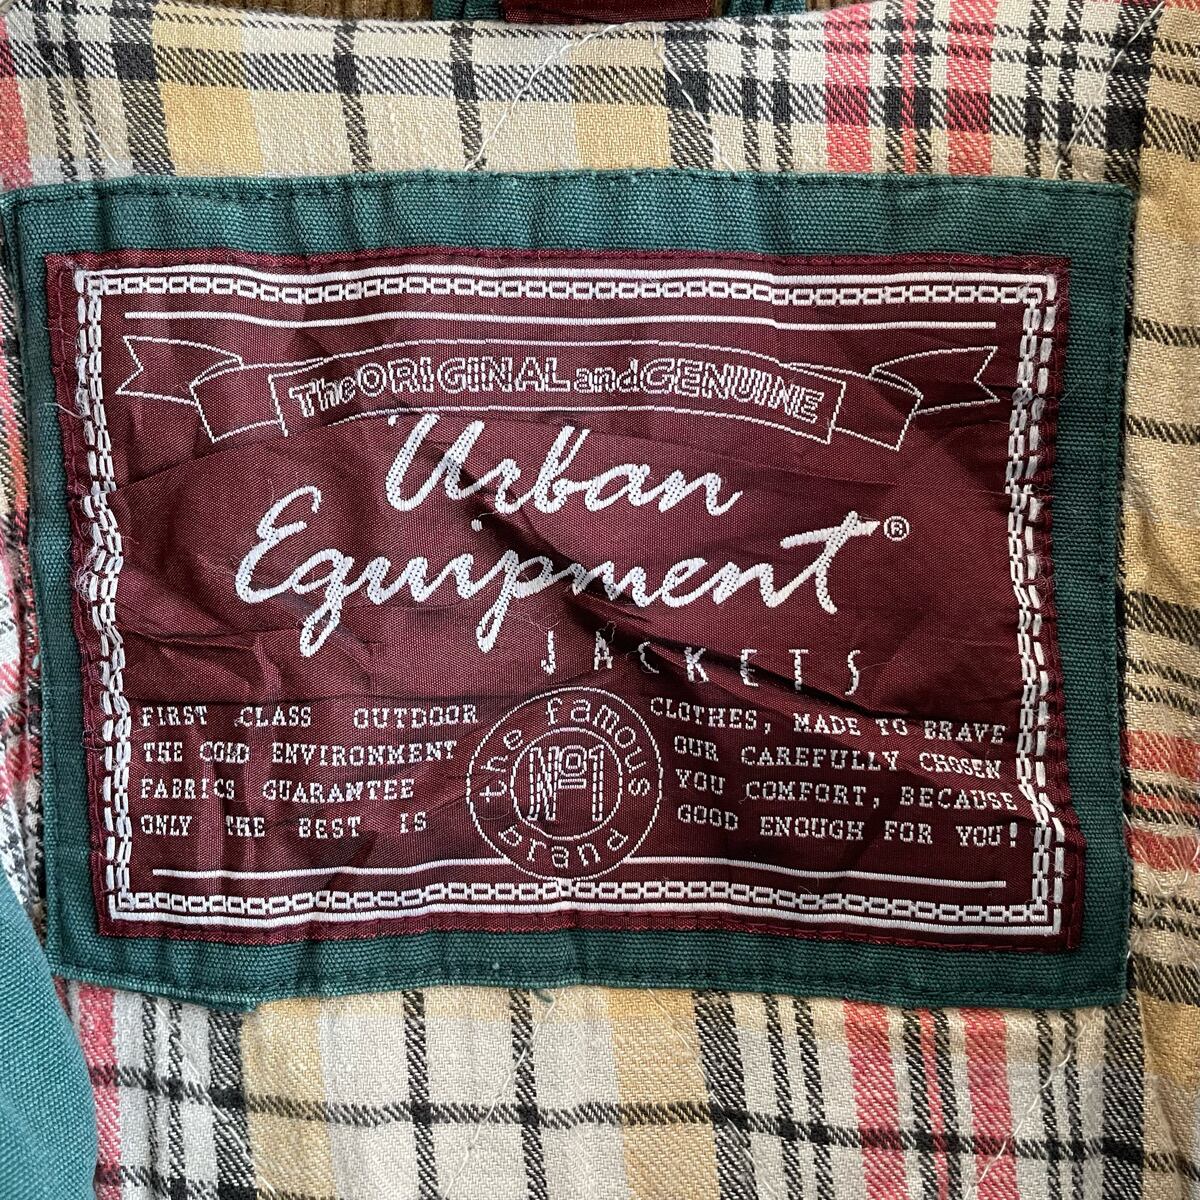 The ORIGINAL and GENUINE
Urban
Equipment®
JACKETS
FIRST CLASS OUTDOOR CLOTHES, MADE TO BRAVE
THE COLD ENVIRONMENT OUR CAREFULLY CHOSEN
FABRICS GUARANTEE YOU COMFORT, BECAUSE
ONLY THE BEST IS GOOD ENOUGH FOR YOU!
the famous brand
Nº1